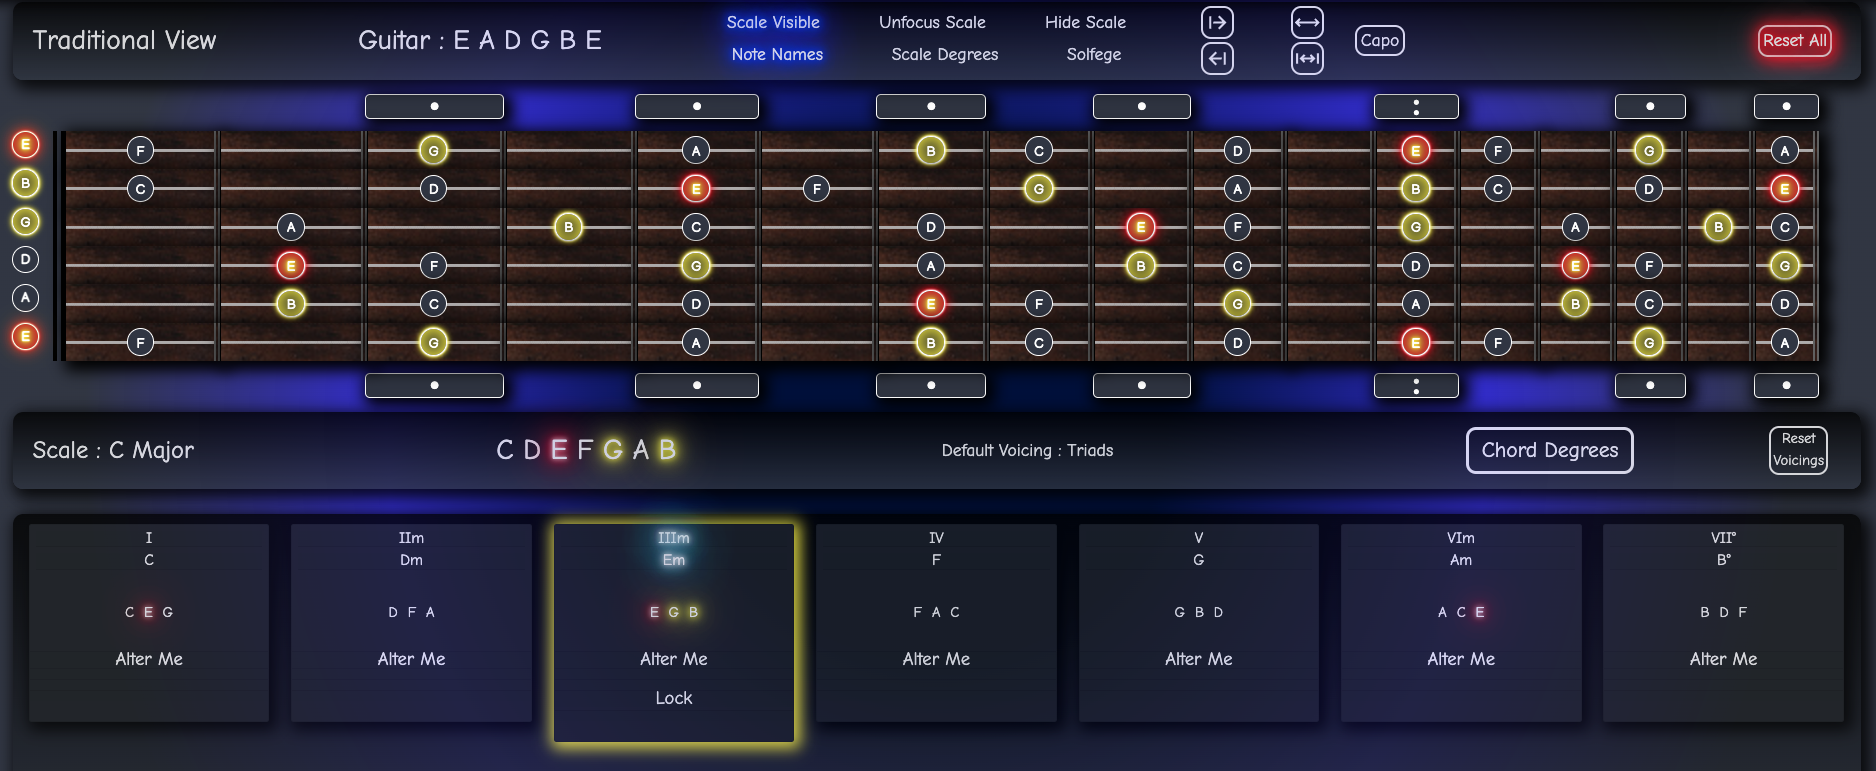 Traditional View
Guitar : E A D G B E
Scale Visible Unfocus Scale Hide Scale
Note Names Scale Degrees Solfege
Capo
Reset All
E F G A B C D E F G A
B C D E F G A B C D E
G A B C D E F G A B C
D E F G A B C D E F G
A B C D E F G A B C D
E F G A B C D E F G A
Scale : C Major
C D E F G A B
Default Voicing : Triads
Chord Degrees
Reset
Voicings
I
C
C E G
Alter Me
IIm
Dm
D F A
Alter Me
IIIm
Em
E G B
Alter Me
Lock
IV
F
F A C
Alter Me
V
G
G B D
Alter Me
VIm
Am
A C E
Alter Me
VII°
B°
B D F
Alter Me